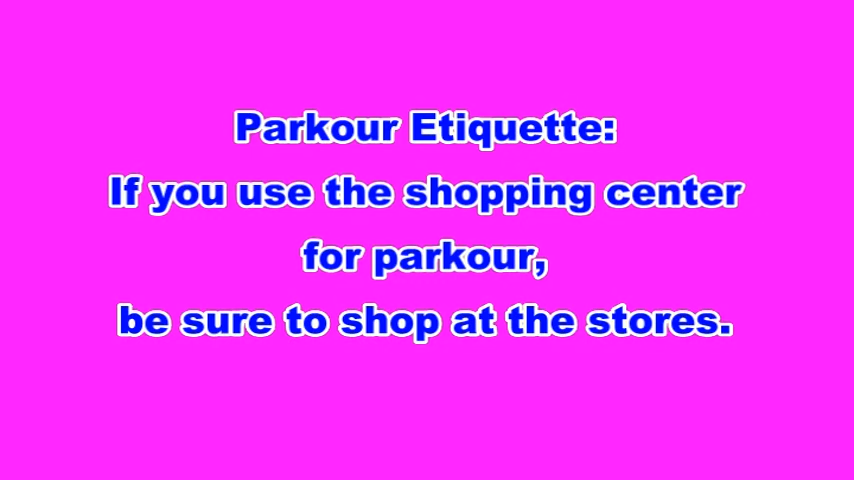 Parkour Etiquette:
If you use the shopping center
for parkour,
be sure to shop at the stores.